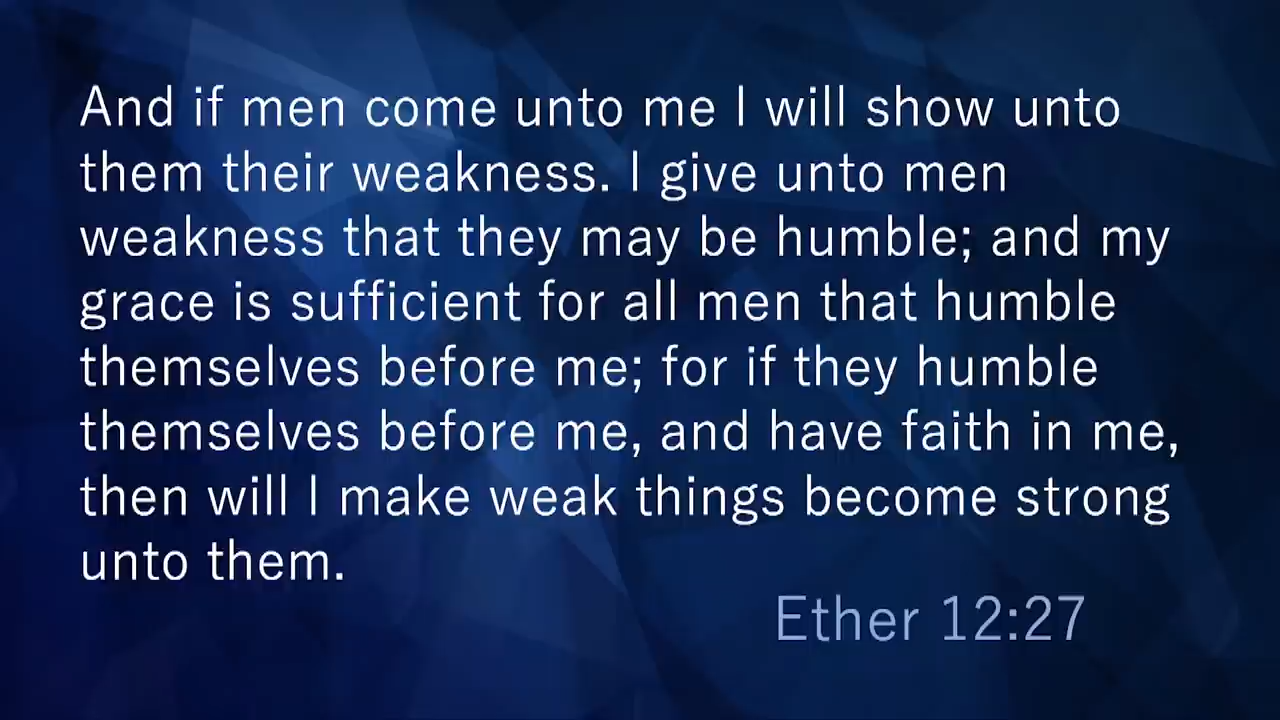 And if men come unto me I will show unto
them their weakness. I give unto men
weakness that they may be humble; and my
grace is sufficient for all men that humble
themselves before me; for if they humble
themselves before me, and have faith in me,
then will I make weak things become strong
unto them.
Ether 12:27